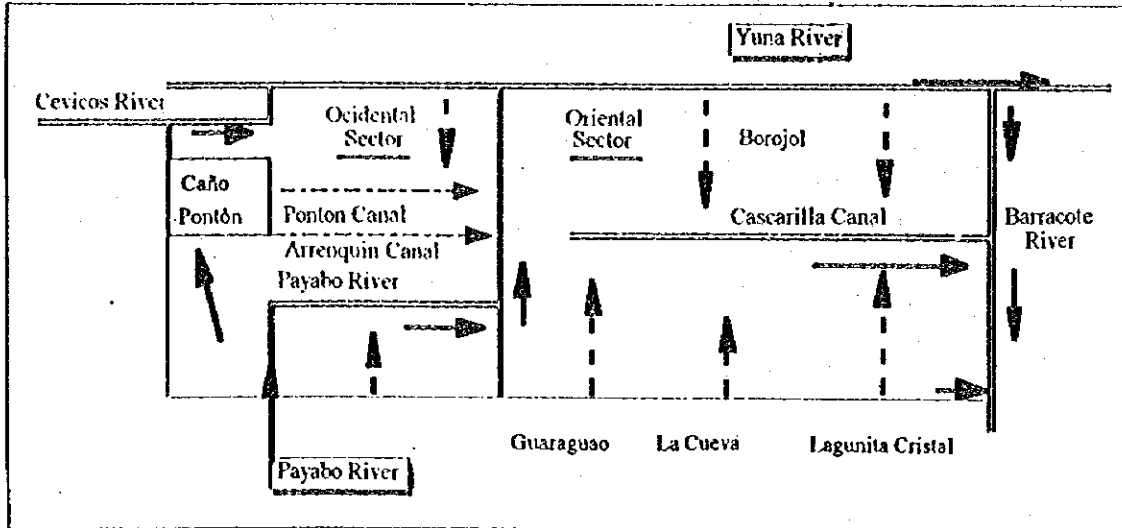 Yuna River
Cevicos River
Ocidental
Sector
Oriental
Sector
Borojol
Caño
Pontôn
Ponton Canal
Cascarilla Canal
Barracote
River
Arrenquin Canal
Payabo River
Guaraguao
La Cueva
Lagunita Cristal
Payabo River